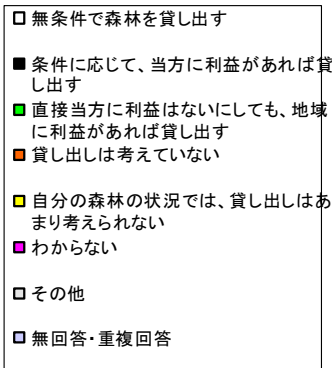 無条件で森林を貸し出す
条件に応じて、当方に利益があれば貸
し出す
直接当方に利益はないにしても、地域
に利益があれば貸し出す
貸し出しは考えていない
自分の森林の状況では、貸し出しはあ
まり考えられない
わからない
その他
無回答・重複回答